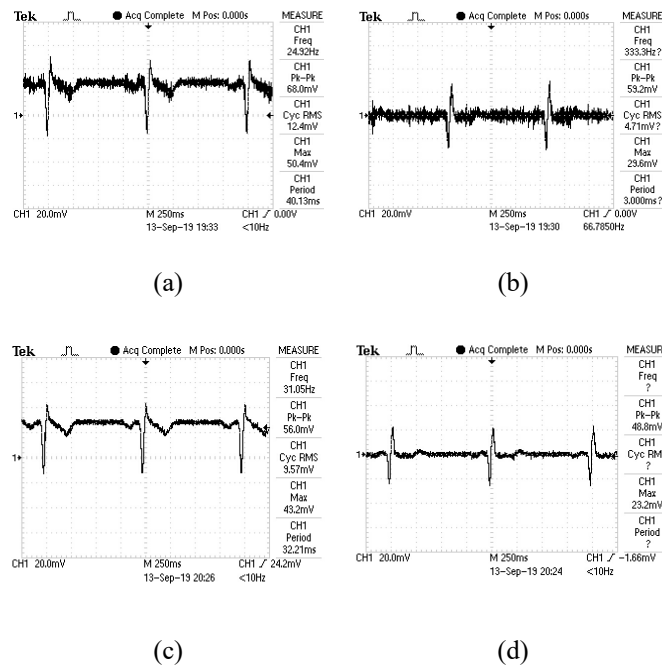 Tek Acq Complete M Pos: 0.000s MEASURE
CH1
Freq
24.92Hz
CH1
Pk-Pk
68.0mV
CH1
Cyc RMS
12.4mV
CH1
Max
50.4mV
CH1
Period
40.13ms
1
CH1 20.0mV M 250ms CH1 0.00V
13-Sep-19 19:33 <10Hz
(a)
Tek Acq Complete M Pos: 0.000s MEASURE
CH1
Freq
333.3Hz?
CH1
Pk-Pk
59.2mV
CH1
Cyc RMS
4.71mV?
CH1
Max
29.6mV
CH1
Period
3.000ms?
1
CH1 20.0mV M 250ms CH1 0.00V
13-Sep-19 19:30 66.7850Hz
(b)
Tek Acq Complete M Pos: 0.000s MEASURE
CH1
Freq
31.05Hz
CH1
Pk-Pk
56.0mV
CH1
Cyc RMS
9.57mV
CH1
Max
43.2mV
CH1
Period
32.21ms
1
CH1 20.0mV M 250ms CH1 24.2mV
13-Sep-19 20:26 <10Hz
(c)
Tek Acq Complete M Pos: 0.000s MEASURE
CH1
Freq
?
CH1
Pk-Pk
48.8mV
CH1
Cyc RMS
?
CH1
Max
23.2mV
CH1
Period
?
1
CH1 20.0mV M 250ms CH1 -1.66mV
13-Sep-19 20:24 <10Hz
(d)